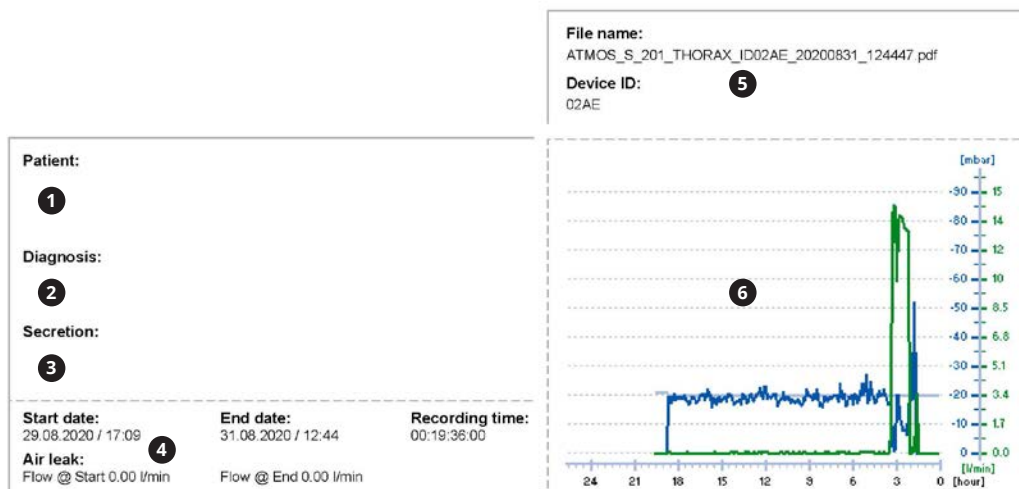 File name:
ATMOS_S_201_THORAX_ID02AE_20200831_124447.pdf
Device ID:
02AE
5
Patient:
1
Diagnosis:
2
Secretion:
3
Start date: End date: Recording time:
29.08.2020 / 17:09 31.08.2020 / 12:44 00:19:36:00
4
Air leak:
Flow @ Start 0.00 l/min Flow @ End 0.00 l/min
[mbar]
-90 15
-80 14
-70 12
-60 10
6
-50 8.5
-40 6.8
-30 5.1
-20 3.4
-10 1.7
0 0.0
[l/min]
24 21 18 15 12 9 6 3 0 [hour]